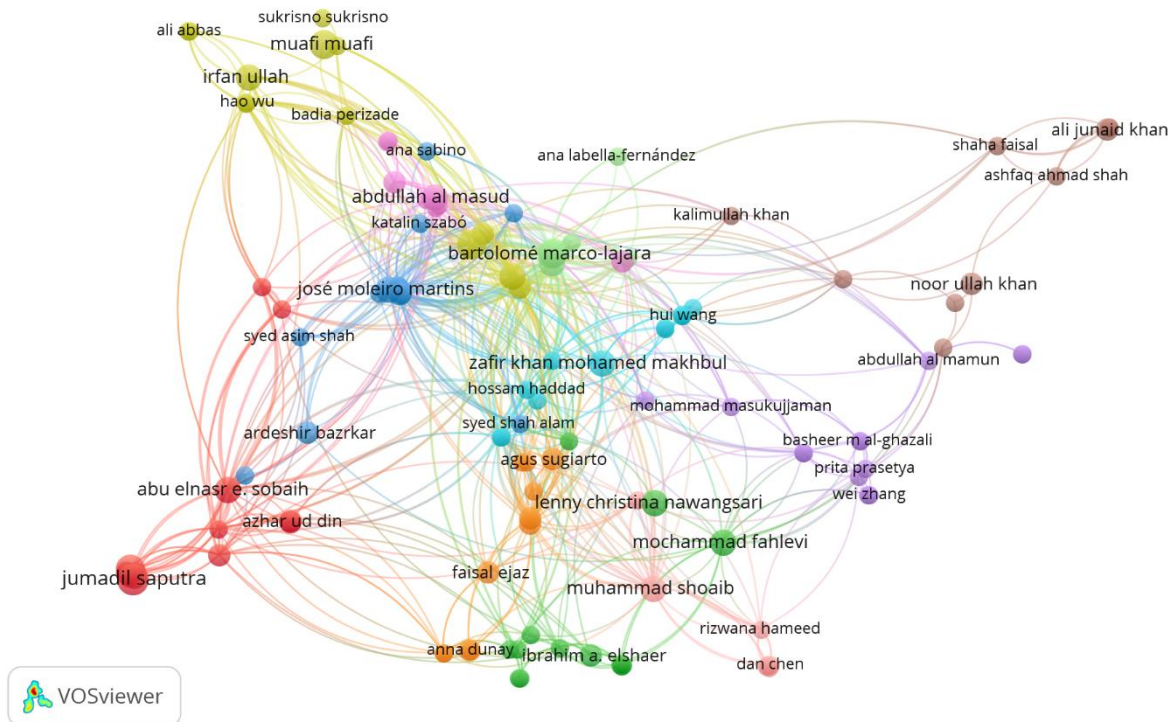 sukrisno sukrisno
ali abbas
muafi muafi
irfan ullah
hao wu
badia perizade
ali junaid khan
shaha faisal
ana sabino
ana labella-fernández
ashfaq ahmad shah
abdullah al masud
kalimullah khan
katalin szabó
bartolomé marco-lajara
josé moleiro martins
noor ullah khan
hui wang
syed asim shah
zafir khan mohamed makhbul
abdullah al mamun
hossam haddad
mohammad masukujjaman
syed shah alam
ardeshir bazrkar
basheer m al-ghazali
agus sugiarto
prita prasetya
abu elnasr e. sobaih
wei zhang
lenny christina nawangsari
azhar ud din
mochammad fahlevi
faisal ejaz
jumadil saputra
muhammad shoaib
rizwana hameed
anna dunay
ibrahim a. elshaer
dan chen
VOSviewer